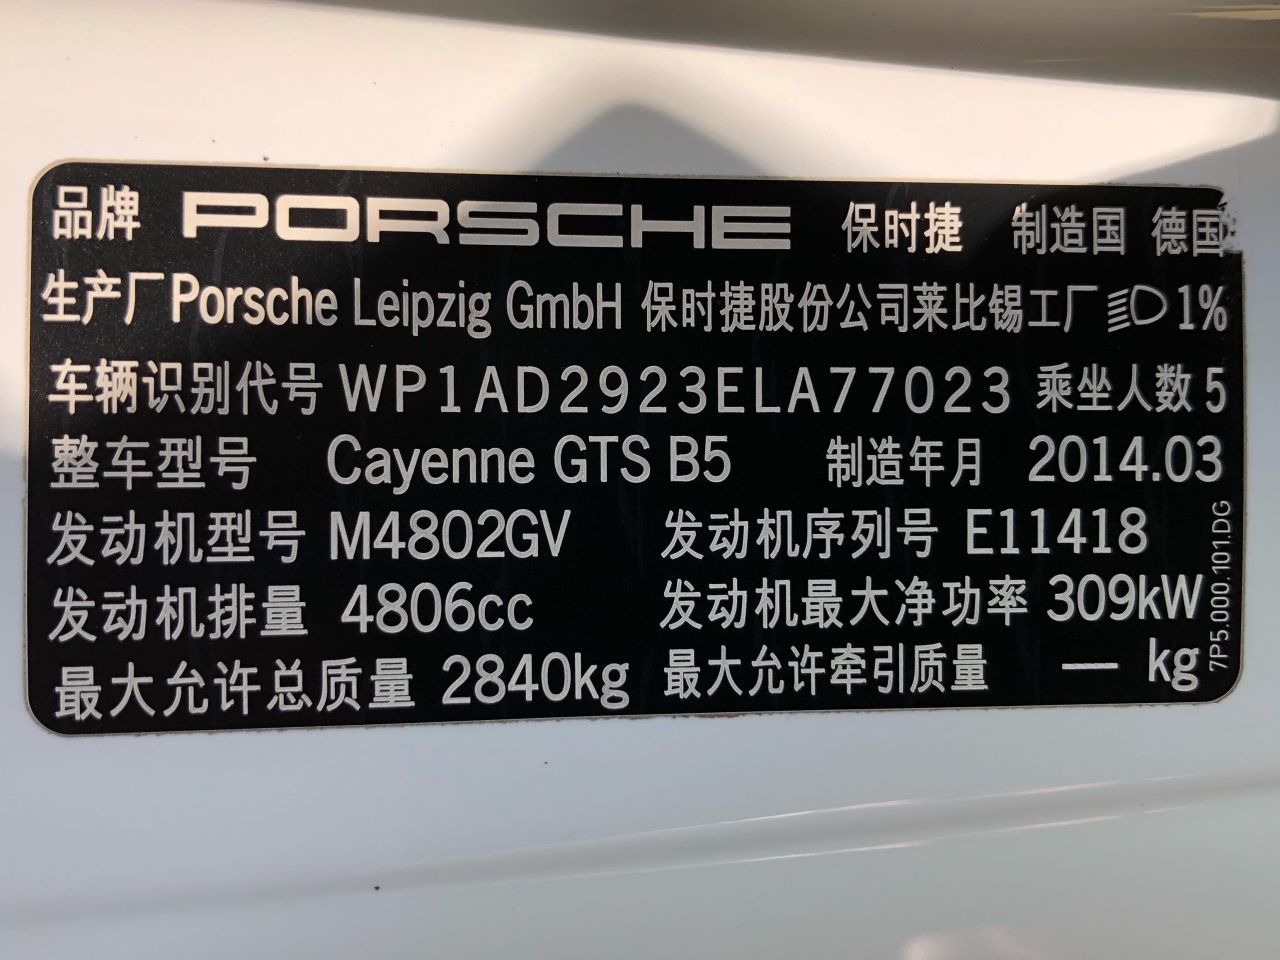 品牌 PORSCHE 保时捷 制造国 德国
生产厂 Porsche Leipzig GmbH 保时捷股份公司莱比锡工厂 1%
车辆识别代号 WP1AD2923ELA77023 乘坐人数 5
整车型号 Cayenne GTS B5 制造年月 2014.03
发动机型号 M4802GV 发动机序列号 E11418
发动机排量 4806cc 发动机最大净功率 309kW
最大允许总质量 2840kg 最大允许牵引质量 — kg
7P5.000.101.DG